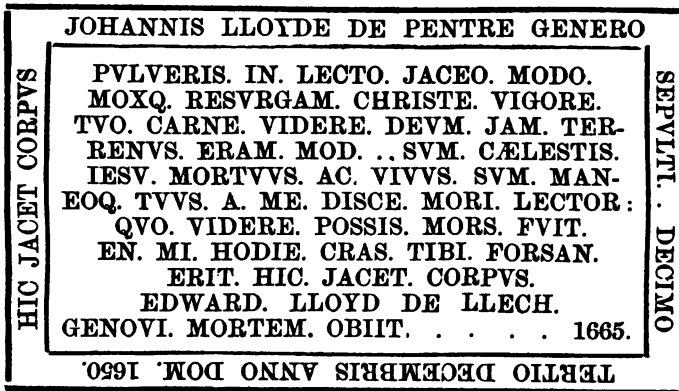 HIC JACET CORPVS
JOHANNIS LLOYDE DE PENTRE GENERO
SEPVLTI. . DECIMO
TERTIO DECEMBRIS ANNO DOM. 1650.
PVLVERIS. IN. LECTO. JACEO. MODO.
MOXQ. RESVRGAM. CHRISTE. VIGORE.
TVO. CARNE. VIDERE. DEVM. JAM. TER-
RENVS. ERAM. MOD. . . SVM. CÆLESTIS.
IESV. MORTVVS. AC. VIVVS. SVM. MAN-
EOQ. TVVS. A. ME. DISCE. MORI. LECTOR:
QVO. VIDERE. POSSIS. MORS. FVIT.
EN. MI. HODIE. CRAS. TIBI. FORSAN.
ERIT. HIC. JACET. CORPVS.
EDWARD. LLOYD DE LLECH.
GENOVI. MORTEM. OBIIT. . . . . . 1665.